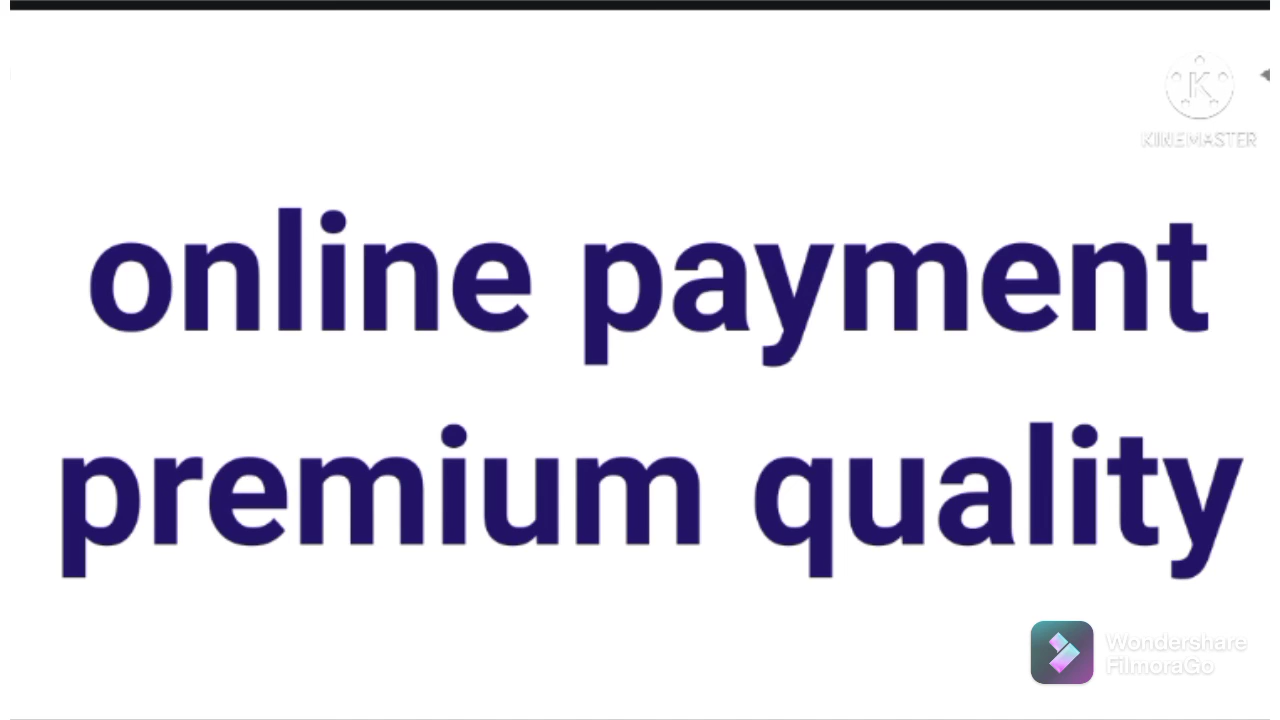 KINEMASTER
online payment
premium quality
Wondershare
FilmoraGo